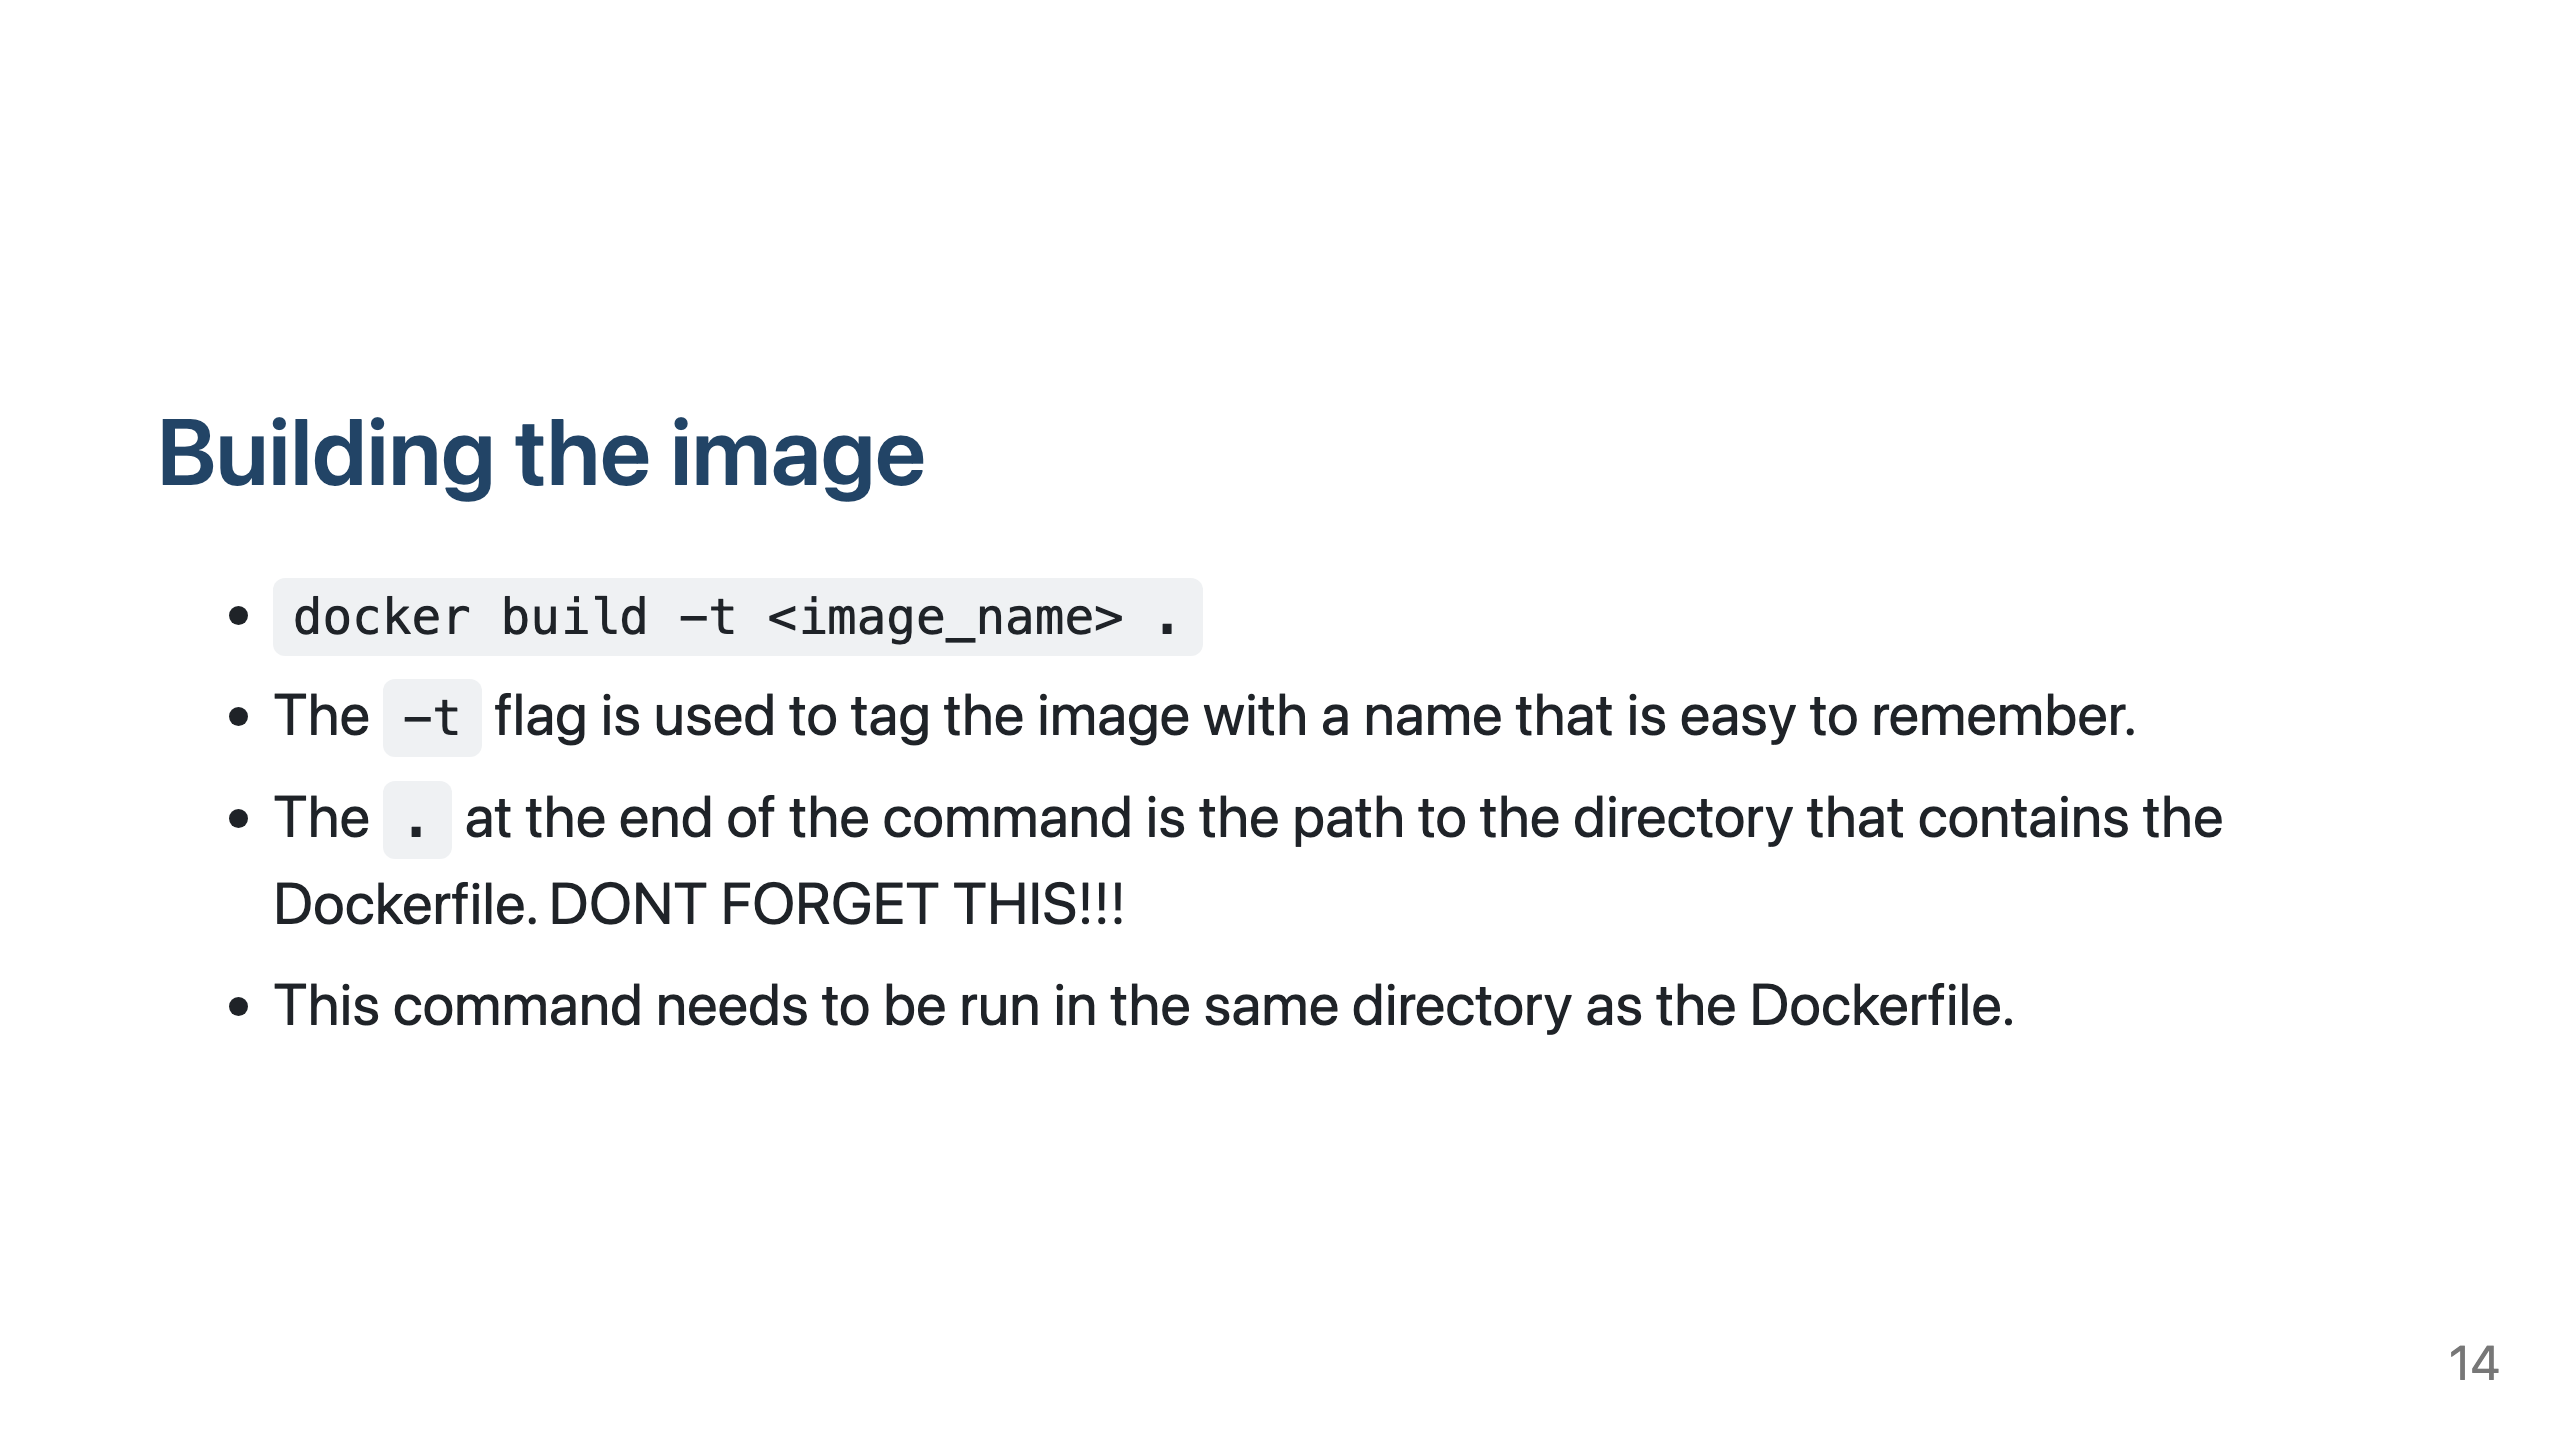 Building the image
docker build -t <image_name> .
The -t flag is used to tag the image with a name that is easy to remember.
The . at the end of the command is the path to the directory that contains the
Dockerfile. DONT FORGET THIS!!!
This command needs to be run in the same directory as the Dockerfile.
14